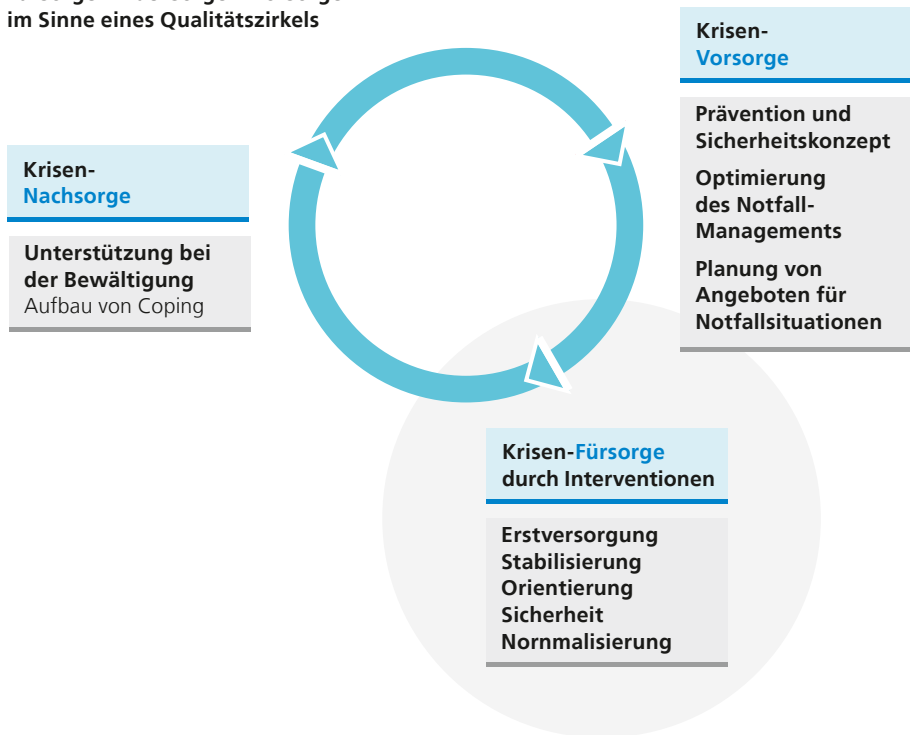 im Sinne eines Qualitätszirkels
Krisen-
Vorsorge
Prävention und
Sicherheitskonzept
Optimierung
des Notfall-
Managements
Planung von
Angeboten für
Notfallsituationen
Krisen-
Nachsorge
Unterstützung bei
der Bewältigung
Aufbau von Coping
Krisen-Fürsorge
durch Interventionen
Erstversorgung
Stabilisierung
Orientierung
Sicherheit
Nornmalisierung